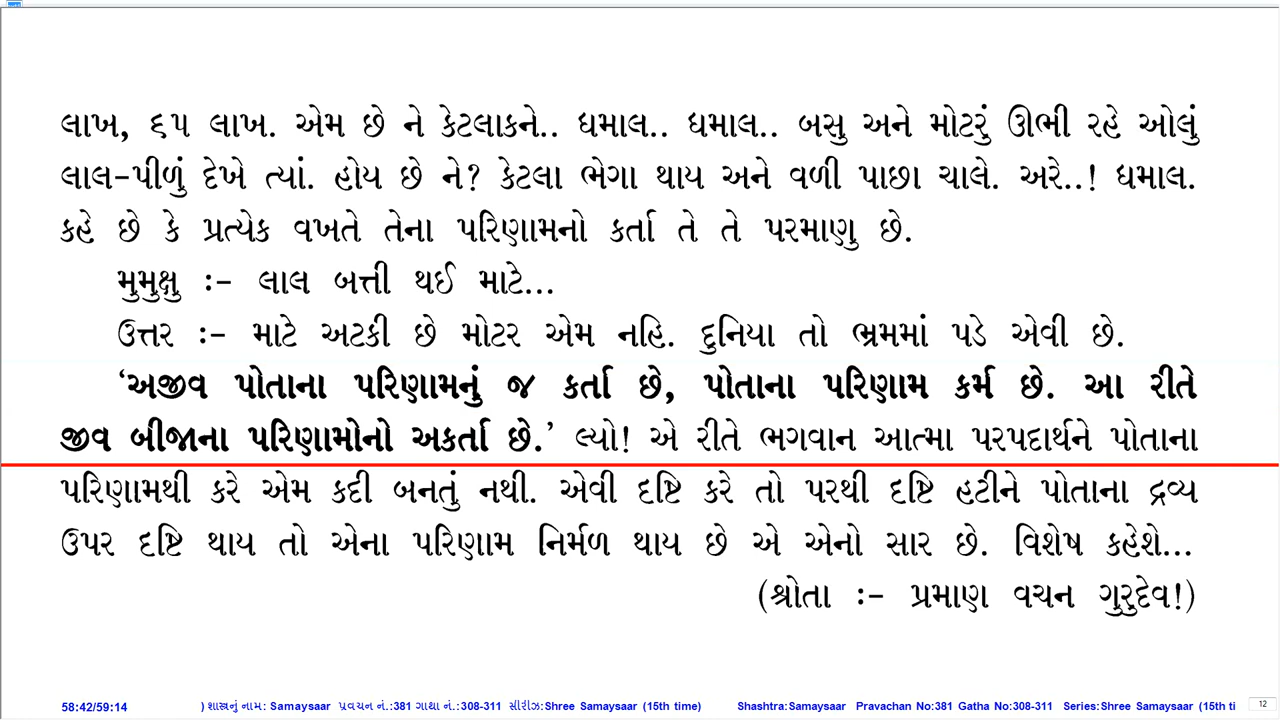 લાખ, ૬૫ લાખ. એમ છે ને કેટલાકને.. ધમાલ.. ધમાલ.. બસુ અને મોટરું ઊભી રહે ઓલું
લાલ-પીળું દેખે ત્યાં. હોય છે ને? કેટલા ભેગા થાય અને વળી પાછા ચાલે. અરે..! ધમાલ.
કહે છે કે પ્રત્યેક વખતે તેના પરિણામનો કર્તા તે તે પરમાણુ છે.
મુમુક્ષુ :- લાલ બત્તી થઈ માટે...
ઉત્તર :- માટે અટકી છે મોટર એમ નહિ. દુનિયા તો ભ્રમમાં પડે એવી છે.
‘અજીવ પોતાના પરિણામનું જ કર્તા છે, પોતાના પરિણામ કર્મ છે. આ રીતે
જીવ બીજાના પરિણામોનો અકર્તા છે.’ લ્યો! એ રીતે ભગવાન આત્મા પરપદાર્થને પોતાના
પરિણામથી કરે એમ કદી બનતું નથી. એવી દૃષ્ટિ કરે તો પરથી દૃષ્ટિ હટીને પોતાના દ્રવ્ય
ઉપર દૃષ્ટિ થાય તો એના પરિણામ નિર્મળ થાય છે એ એનો સાર છે. વિશેષ કહેશે...
(શ્રોતા :- પ્રમાણ વચન ગુરુદેવ!)
58:42/59:14 ) શાસ્ત્રનું નામ: Samaysaar પ્રવચન નં.:381 ગાથા નં.:308-311 સીરીઝ:Shree Samaysaar (15th time) Shashtra:Samaysaar Pravachan No:381 Gatha No:308-311 Series:Shree Samaysaar (15th ti 12